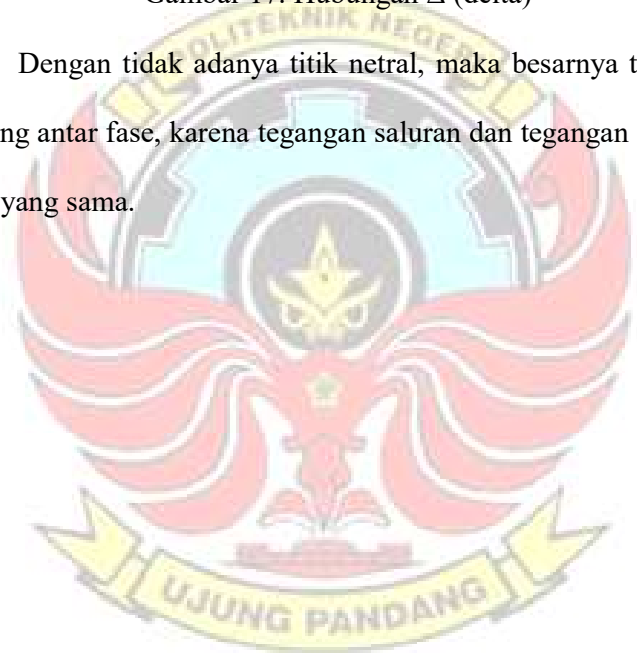 Gambar 17. Hubungan Δ (delta)
POLITEKNIK NEGERI
Dengan tidak adanya titik netral, maka besarnya t
ng antar fase, karena tegangan saluran dan tegangan
yang sama.
UJUNG PANDANG